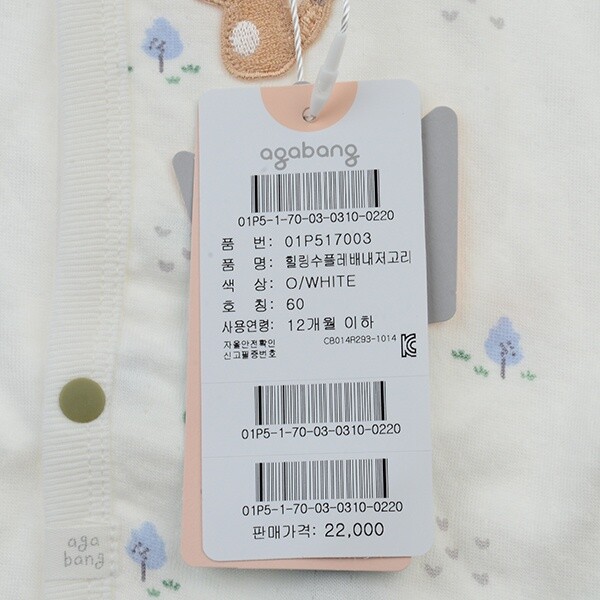 agabang
01P5-1-70-03-0310-0220
품 번: 01P517003
품 명: 힐링수플레배내저고리
색 상: O/WHITE
호 칭: 60
사용연령: 12개월 이하
자율안전확인
신고필증번호
CB014R293-1014
01P5-1-70-03-0310-0220
01P5-1-70-03-0310-0220
판매가격: 22,000
aga
bang